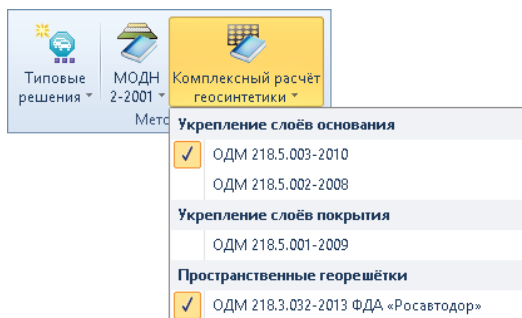 Типовые
решения
МОДН
2-2001
Комплексный расчёт
геосинтетики
Мето
Укрепление слоёв основания
ОДМ 218.5.003-2010
ОДМ 218.5.002-2008
Укрепление слоёв покрытия
ОДМ 218.5.001-2009
Пространственные георешётки
ОДМ 218.3.032-2013 ФДА «Росавтодор»